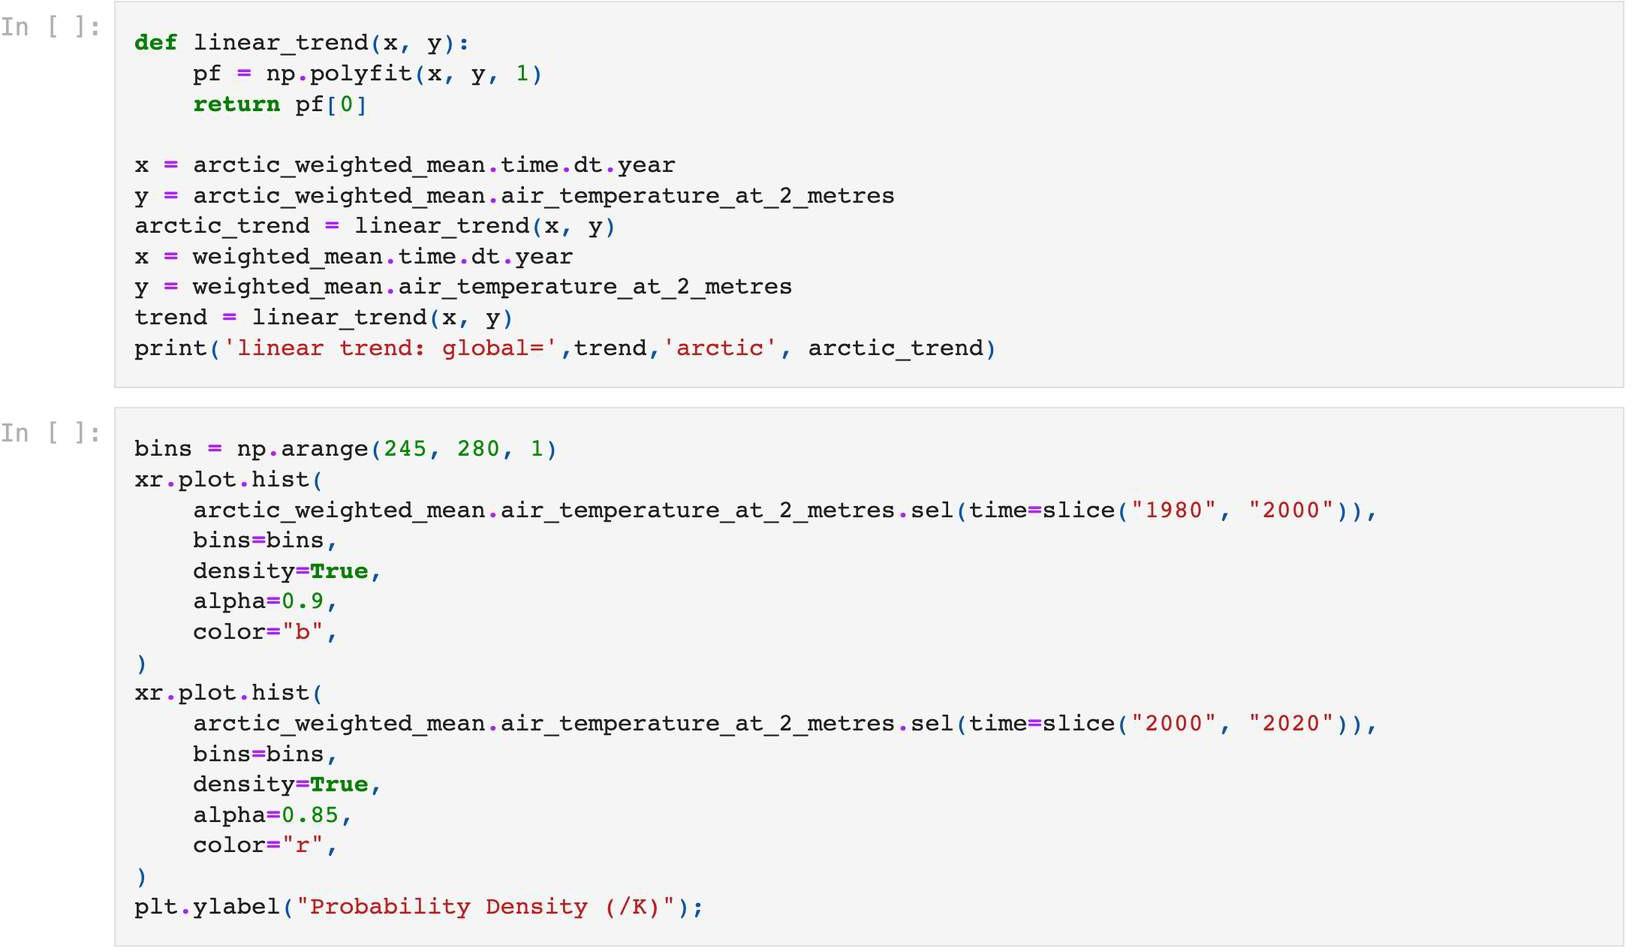 In [ ]:
def linear_trend(x, y):
    pf = np.polyfit(x, y, 1)
    return pf[0]

x = arctic_weighted_mean.time.dt.year
y = arctic_weighted_mean.air_temperature_at_2_metres
arctic_trend = linear_trend(x, y)
x = weighted_mean.time.dt.year
y = weighted_mean.air_temperature_at_2_metres
trend = linear_trend(x, y)
print('linear trend: global=',trend,'arctic', arctic_trend)
In [ ]:
bins = np.arange(245, 280, 1)
xr.plot.hist(
    arctic_weighted_mean.air_temperature_at_2_metres.sel(time=slice("1980", "2000")),
    bins=bins,
    density=True,
    alpha=0.9,
    color="b",
)
xr.plot.hist(
    arctic_weighted_mean.air_temperature_at_2_metres.sel(time=slice("2000", "2020")),
    bins=bins,
    density=True,
    alpha=0.85,
    color="r",
)
plt.ylabel("Probability Density (/K)");